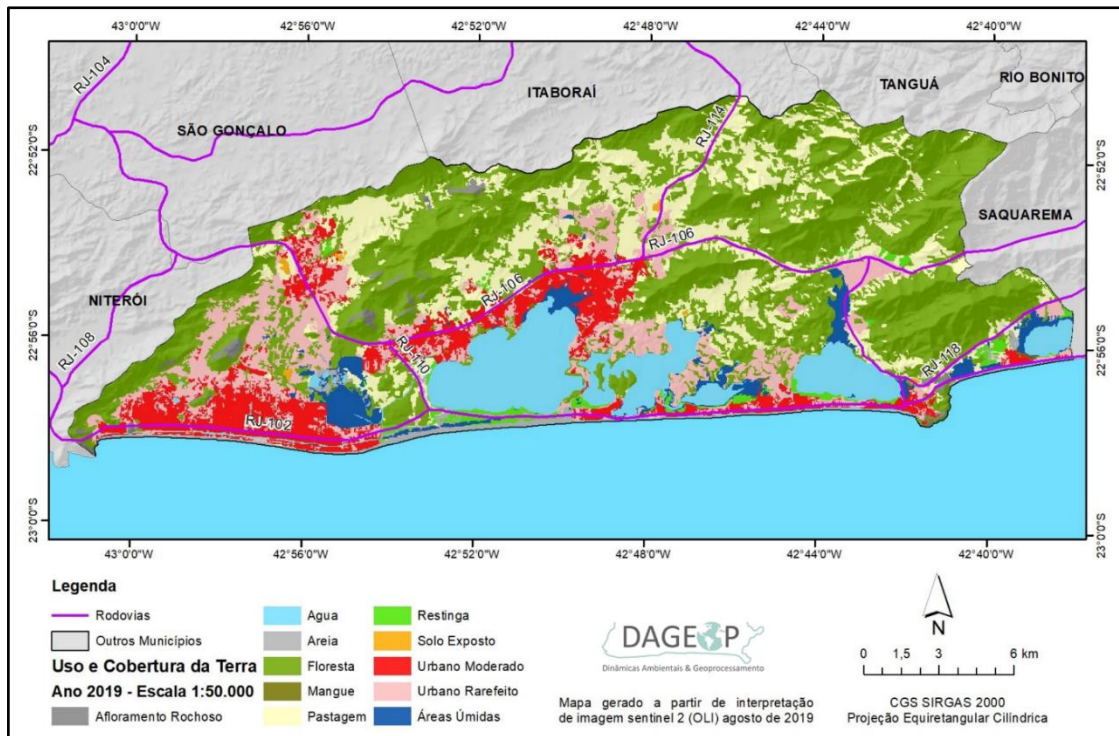 43°0'0"W 42°56'0"W 42°52'0"W 42°48'0"W 42°44'0"W 42°40'0"W
RJ-104
SÃO GONÇALO
ITABORAÍ
TANGUÁ
RIO BONITO
22°52'0"S
22°52'0"S
RJ-114
SAQUAREMA
RJ-106
NITERÓI
RJ-108
RJ-106
22°56'0"S
22°56'0"S
RJ-110
RJ-118
RJ-102
23°0'0"S
23°0'0"S
43°0'0"W 42°56'0"W 42°52'0"W 42°48'0"W 42°44'0"W 42°40'0"W
Legenda
Rodovias
Outros Municípios
Uso e Cobertura da Terra
Ano 2019 - Escala 1:50.000
Afloramento Rochoso
Agua
Areia
Floresta
Mangue
Pastagem
Restinga
Solo Exposto
Urbano Moderado
Urbano Rarefeito
Áreas Úmidas
DAGEOP
Dinâmicas Ambientais & Geoprocessamento
Mapa gerado a partir de interpretação
de imagem sentinel 2 (OLI) agosto de 2019
N
0 1,5 3 6 km
CGS SIRGAS 2000
Projeção Equiretangular Cilíndrica